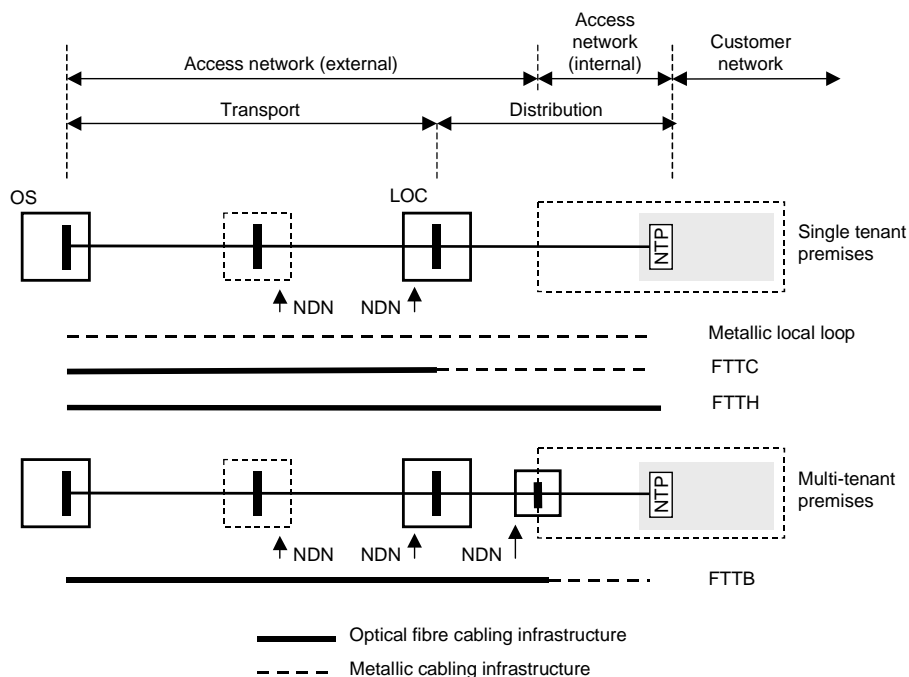 Access
network
(internal)
Customer
network
Access network (external)
Transport
Distribution
OS
LOC
NTP
Single tenant
premises
NDN
NDN
Metallic local loop
FTTC
FTTH
NTP
Multi-tenant
premises
NDN
NDN
NDN
FTTB
Optical fibre cabling infrastructure
Metallic cabling infrastructure